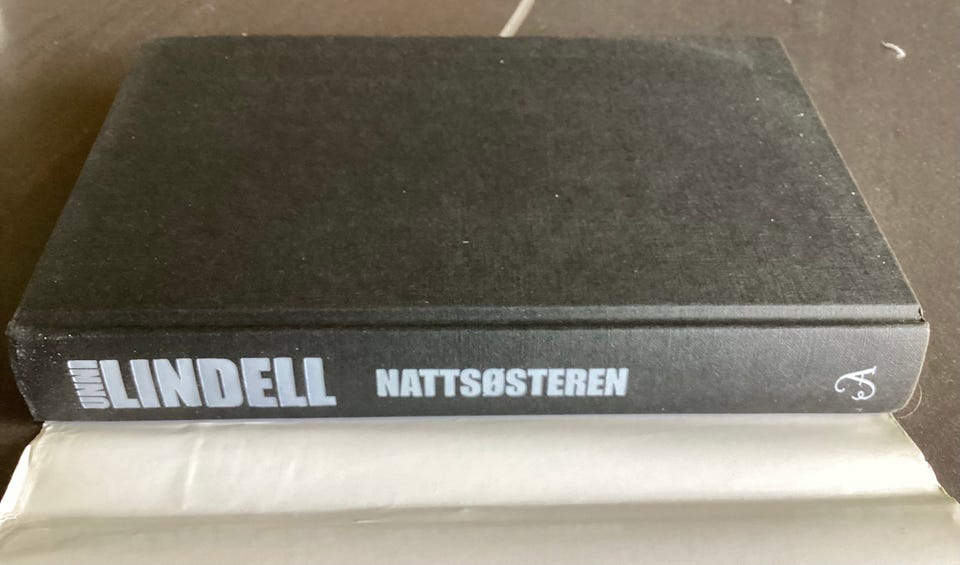 UNNI
LINDELL
NATTSØSTEREN
A